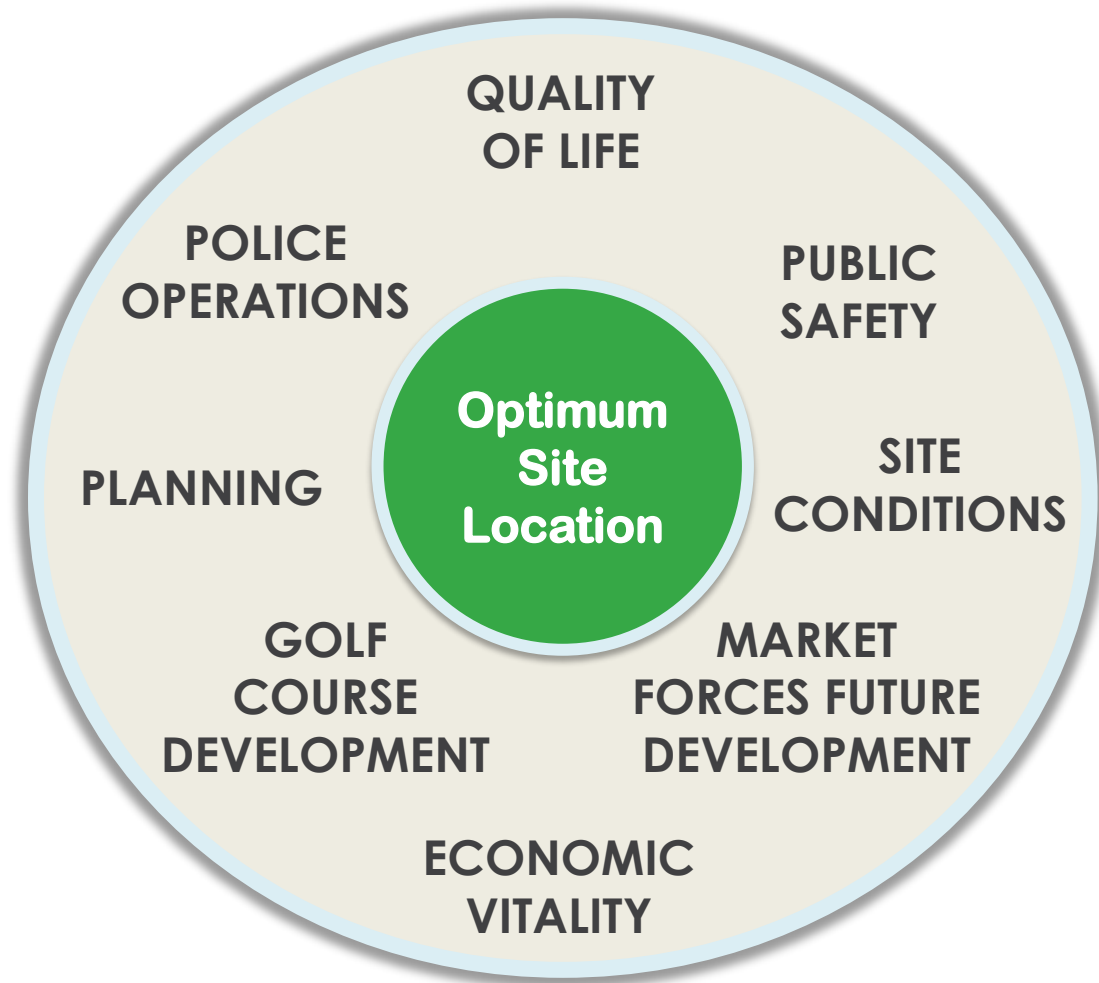 QUALITY
OF LIFE
POLICE
OPERATIONS
PUBLIC
SAFETY
Optimum
Site
Location
PLANNING
SITE
CONDITIONS
GOLF
COURSE
DEVELOPMENT
MARKET
FORCES FUTURE
DEVELOPMENT
ECONOMIC
VITALITY